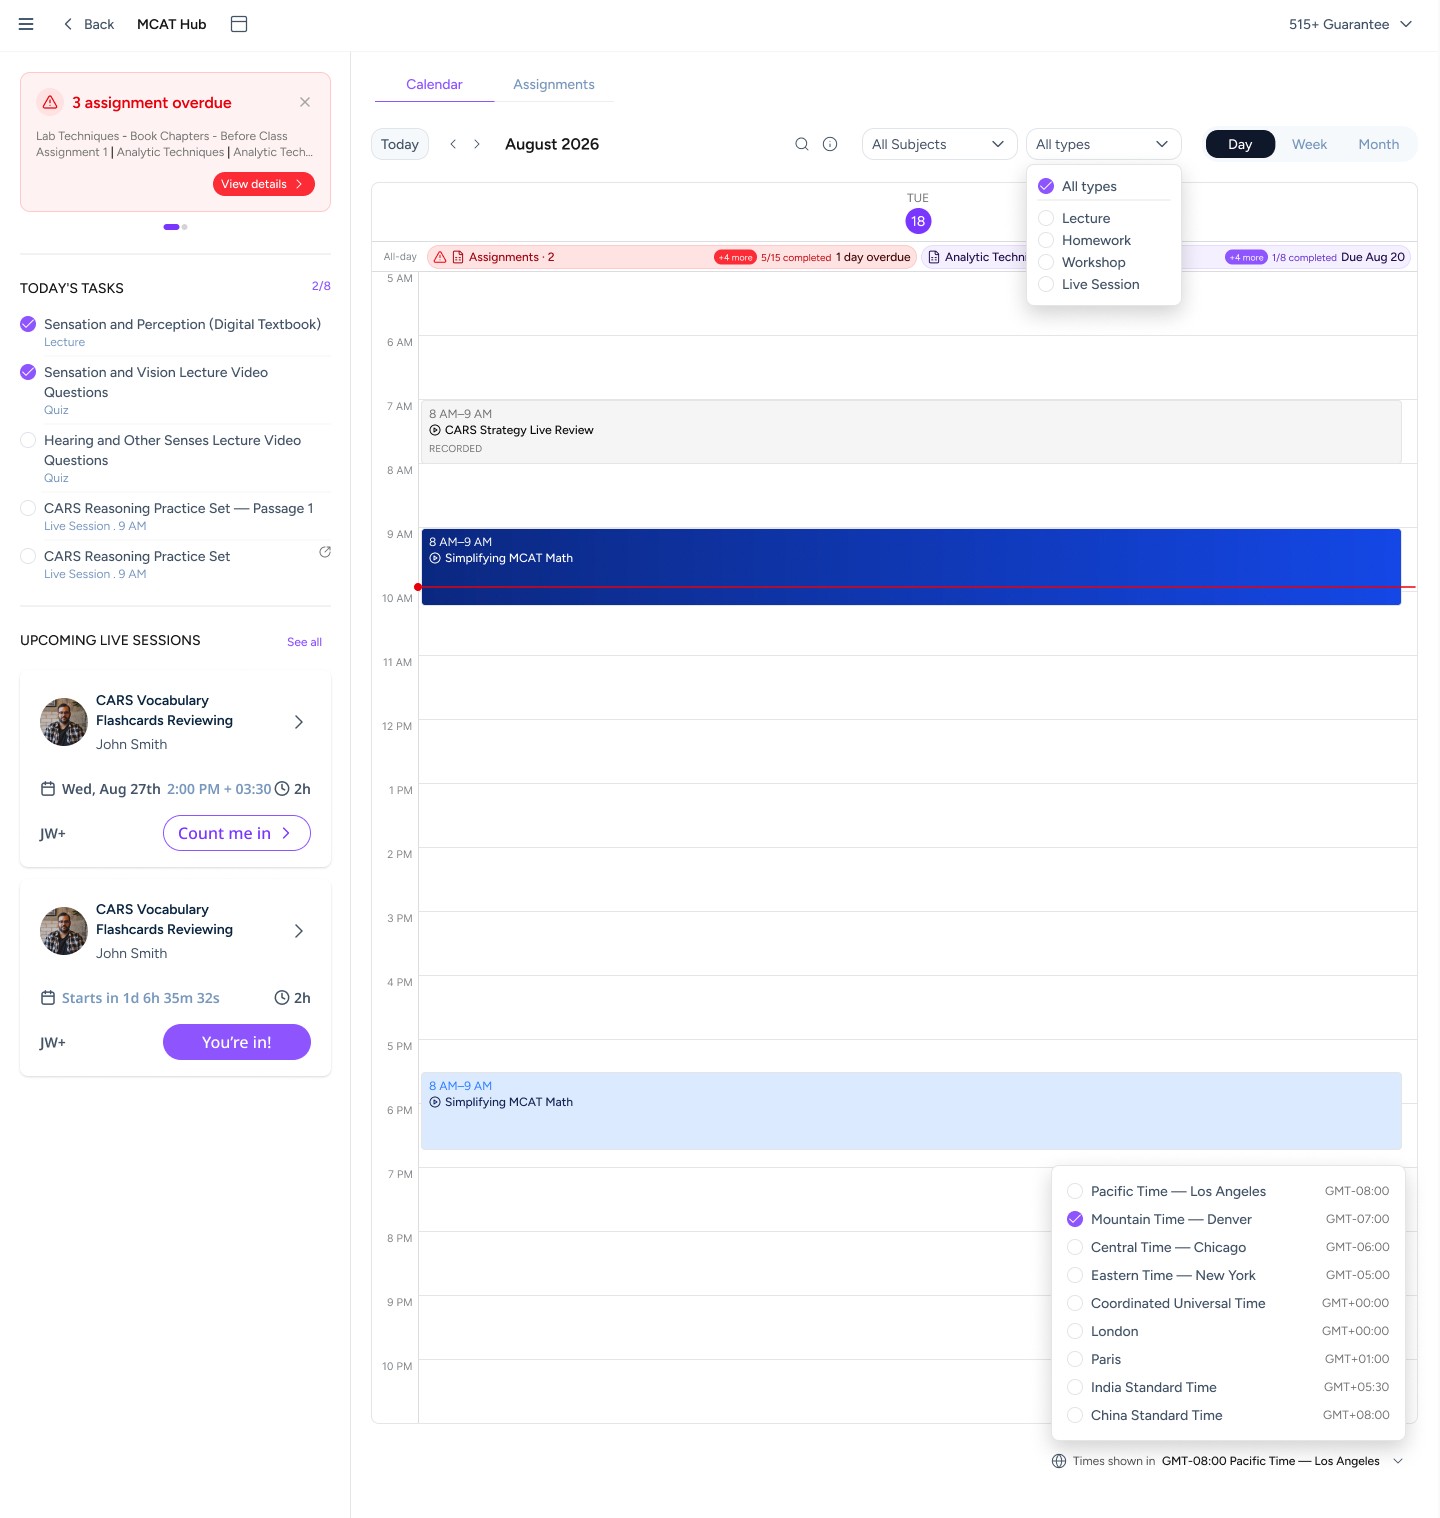 Back
MCAT Hub
515+ Guarantee
3 assignment overdue
Lab Techniques - Book Chapters - Before Class
Assignment 1 | Analytic Techniques | Analytic Tech...
View details
TODAY'S TASKS
2/8
Sensation and Perception (Digital Textbook)
Lecture
Sensation and Vision Lecture Video
Questions
Quiz
Hearing and Other Senses Lecture Video
Questions
Quiz
CARS Reasoning Practice Set — Passage 1
Live Session . 9 AM
CARS Reasoning Practice Set
Live Session . 9 AM
UPCOMING LIVE SESSIONS
See all
CARS Vocabulary
Flashcards Reviewing
John Smith
Wed, Aug 27th 2:00 PM + 03:30 2h
JW+
Count me in
CARS Vocabulary
Flashcards Reviewing
John Smith
Starts in 1d 6h 35m 32s 2h
JW+
You're in!
Calendar
Assignments
Today
August 2026
All Subjects
All types
Day
Week
Month
All types
Lecture
Homework
Workshop
Live Session
TUE
18
All-day
Assignments · 2
+4 more
5/15 completed
1 day overdue
Analytic Techni
+4 more
1/8 completed
Due Aug 20
5 AM
6 AM
7 AM
8 AM–9 AM
CARS Strategy Live Review
RECORDED
8 AM
9 AM
8 AM–9 AM
Simplifying MCAT Math
10 AM
11 AM
12 PM
1 PM
2 PM
3 PM
4 PM
5 PM
8 AM–9 AM
Simplifying MCAT Math
6 PM
7 PM
8 PM
9 PM
10 PM
Pacific Time — Los Angeles GMT-08:00
Mountain Time — Denver GMT-07:00
Central Time — Chicago GMT-06:00
Eastern Time — New York GMT-05:00
Coordinated Universal Time GMT+00:00
London GMT+00:00
Paris GMT+01:00
India Standard Time GMT+05:30
China Standard Time GMT+08:00
Times shown in GMT-08:00 Pacific Time — Los Angeles